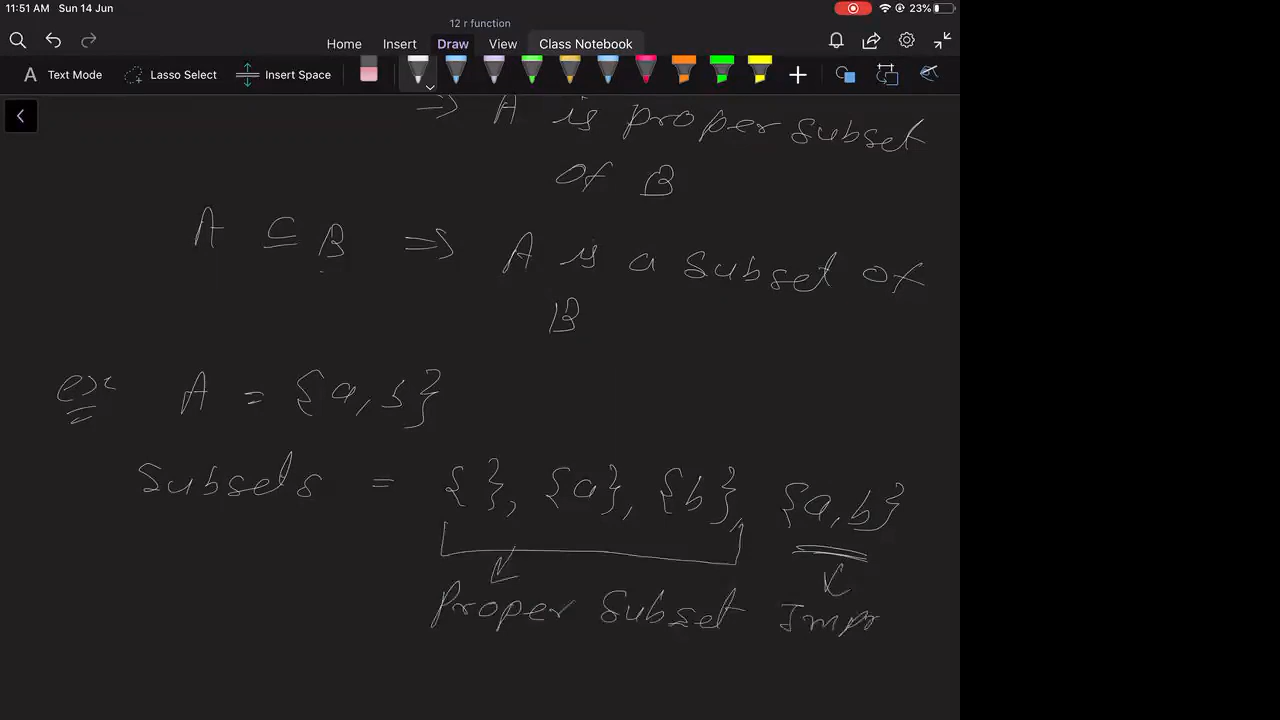 11:51 AM Sun 14 Jun
23%
12 r function
Home Insert Draw View Class Notebook
A Text Mode Lasso Select Insert Space
⇒ A is proper subset
of B
A ⊆ B ⇒ A is a subset of
B
ex A = {a, b}
Subsets = {}, {a}, {b}, {a, b}
Proper Subset Impr